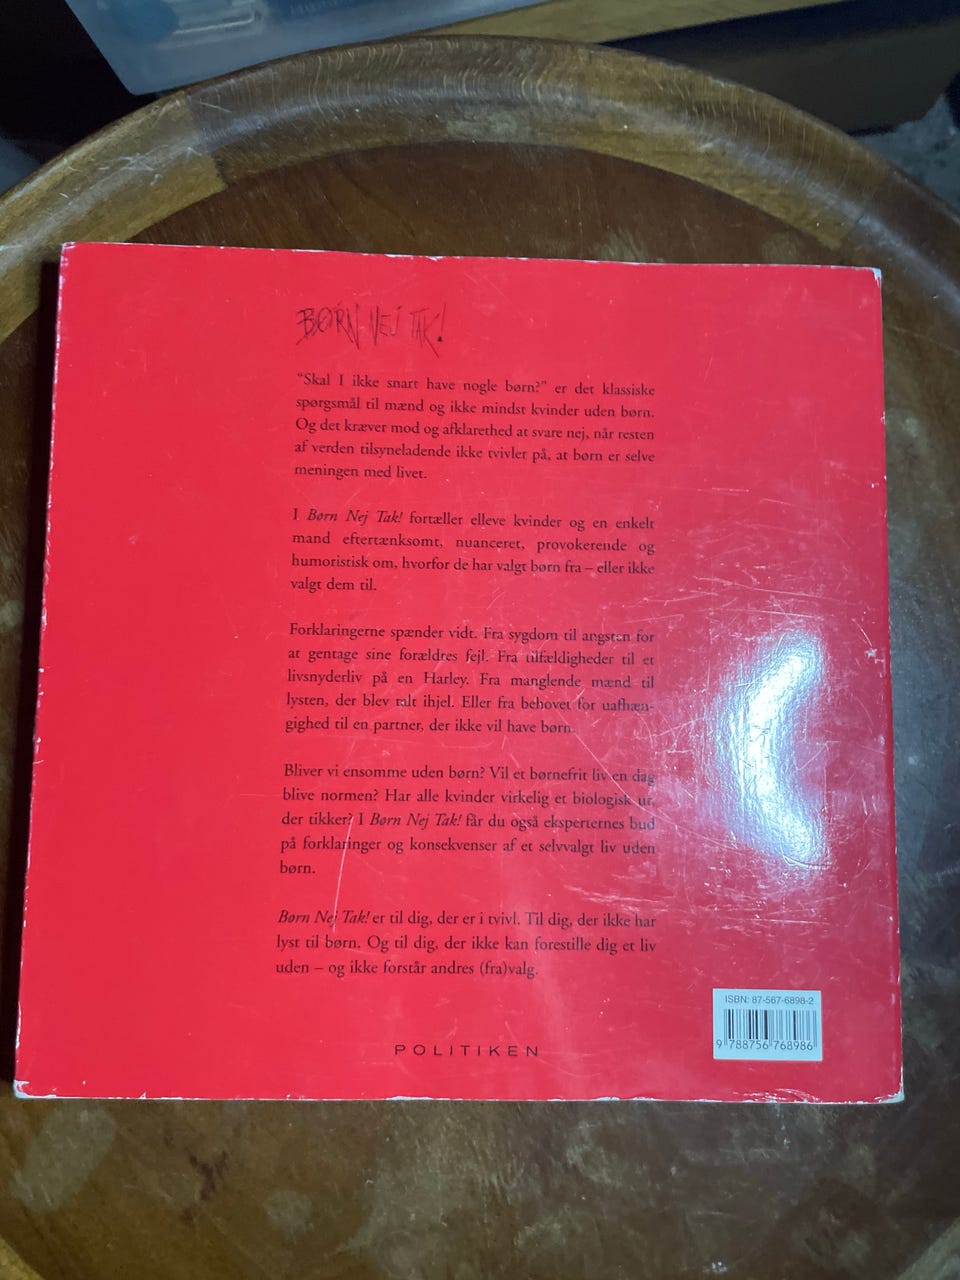 BØRN NEJ TAK!
"Skal I ikke snart have nogle børn?" er det klassiske
spørgsmål til mænd og ikke mindst kvinder uden børn.
Og det kræver mod og afklarethed at svare nej, når resten
af verden tilsyneladende ikke tvivler på, at børn er selve
meningen med livet.
I Børn Nej Tak! fortæller elleve kvinder og en enkelt
mand eftertænksomt, nuanceret, provokerende og
humoristisk om, hvorfor de har valgt børn fra – eller ikke
valgt dem til.
Forklaringerne spænder vidt. Fra sygdom til angsten for
at gentage sine forældres fejl. Fra tilfældigheder til et
livsnyderliv på en Harley. Fra manglende mænd til
lysten, der blev talt ihjel. Eller fra behovet for uafhæn-
gighed til en partner, der ikke vil have børn.
Bliver vi ensomme uden børn? Vil et børnefrit liv en dag
blive normen? Har alle kvinder virkelig et biologisk ur,
der tikker? I Børn Nej Tak! får du også eksperternes bud
på forklaringer og konsekvenser af et selvvalgt liv uden
børn.
Børn Nej Tak! er til dig, der er i tvivl. Til dig, der ikke har
lyst til børn. Og til dig, der ikke kan forestille dig et liv
uden – og ikke forstår andres (fra)valg.
ISBN: 87-567-6898-2
9 788756 768986
POLITIKEN